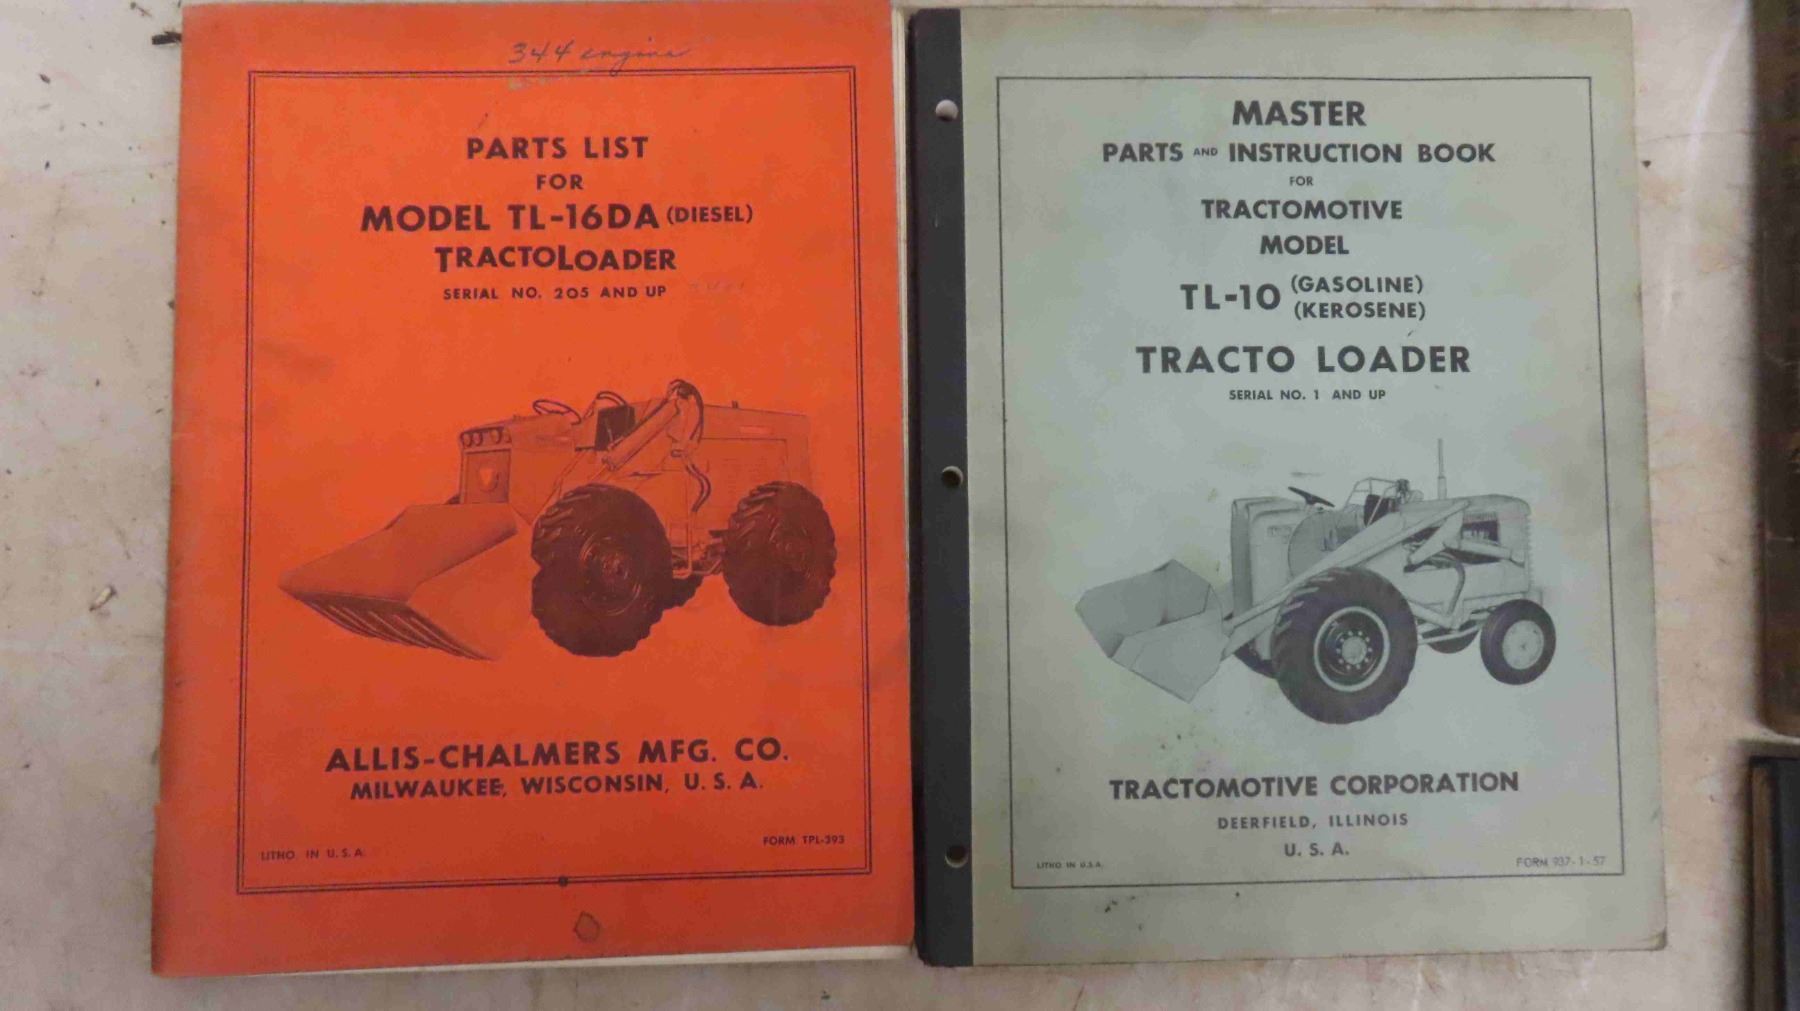 344 engine
PARTS LIST
FOR
MODEL TL-16DA (DIESEL)
TRACTOLOADER
SERIAL NO. 205 AND UP
ALLIS-CHALMERS MFG. CO.
MILWAUKEE, WISCONSIN, U. S. A.
FORM TPL-393
LITHO. IN U. S. A.
MASTER
PARTS AND INSTRUCTION BOOK
FOR
TRACTOMOTIVE
MODEL
TL-10 (GASOLINE)
(KEROSENE)
TRACTO LOADER
SERIAL NO. 1 AND UP
TRACTOMOTIVE CORPORATION
DEERFIELD, ILLINOIS
U. S. A.
LITHO IN U.S.A.
FORM 937-1-57